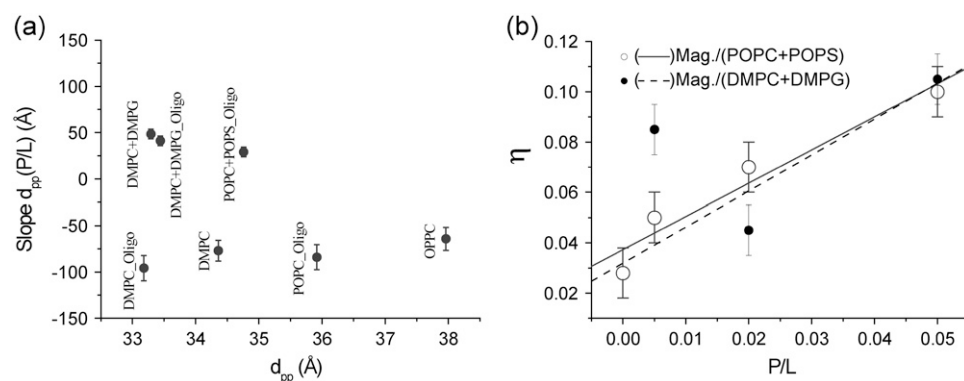 (a)
150
100
50
0
-50
-100
-150
Slope d_pp(P/L) (Å)
DMPC+DMPG
DMPC+DMPG_Oligo
POPC+POPS_Oligo
DMPC_Oligo
DMPC
POPC_Oligo
OPPC
33 34 35 36 37 38
d_pp (Å)
(b)
(—)Mag./(POPC+POPS)
(– –)Mag./(DMPC+DMPG)
0.12
0.10
0.08
0.06
0.04
0.02
η
0.00 0.01 0.02 0.03 0.04 0.05
P/L